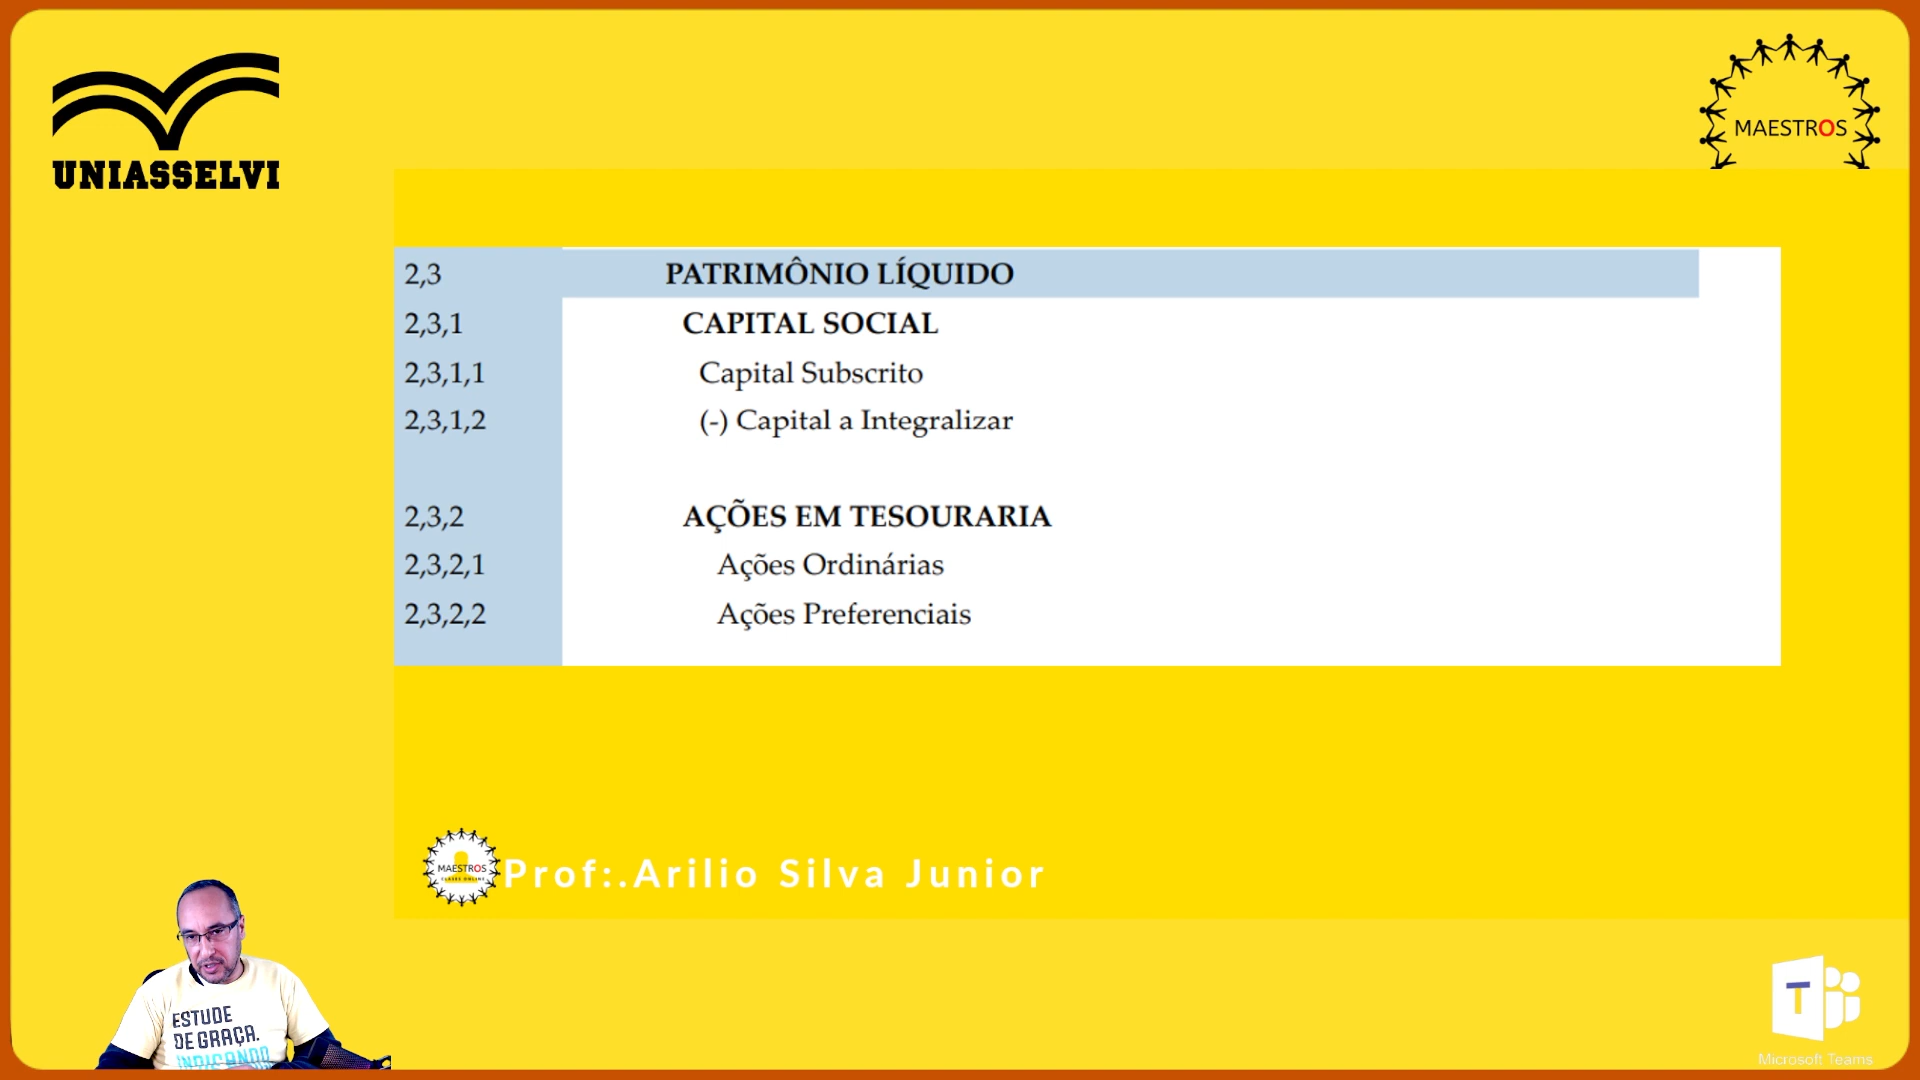 UNIASSELVI
MAESTROS
2,3 PATRIMÔNIO LÍQUIDO
2,3,1 CAPITAL SOCIAL
2,3,1,1 Capital Subscrito
2,3,1,2 (-) Capital a Integralizar
2,3,2 AÇÕES EM TESOURARIA
2,3,2,1 Ações Ordinárias
2,3,2,2 Ações Preferenciais
MAESTROS
Prof:.Arilio Silva Junior
ESTUDE
DE GRAÇA.
INDICANDO
T
Microsoft Teams